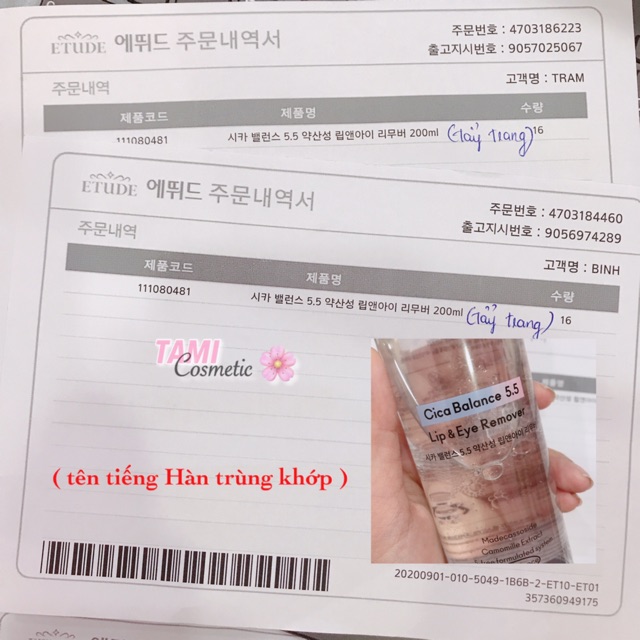 ETUDE 에뛰드 주문내역서
주문번호 : 4703186223
출고지시번호 : 9057025067
주문내역
고객명 : TRAM
제품코드 제품명 수량
111080481 시카 밸런스 5.5 약산성 립앤아이 리무버 200ml (tẩy trang) 16
ETUDE 에뛰드 주문내역서
주문번호 : 4703184460
출고지시번호 : 9056974289
주문내역
고객명 : BINH
제품코드 제품명 수량
111080481 시카 밸런스 5.5 약산성 립앤아이 리무버 200ml (tẩy trang) 16
TAMI
Cosmetic
Cica Balance 5.5
Lip & Eye Remover
시카 밸런스 5.5 약산성 립앤아이 리무버
Madecassoside
Camomille Extract
formulated system
( tên tiếng Hàn trùng khớp )
20200901-010-5049-1B6B-2-ET10-ET01
357360949175